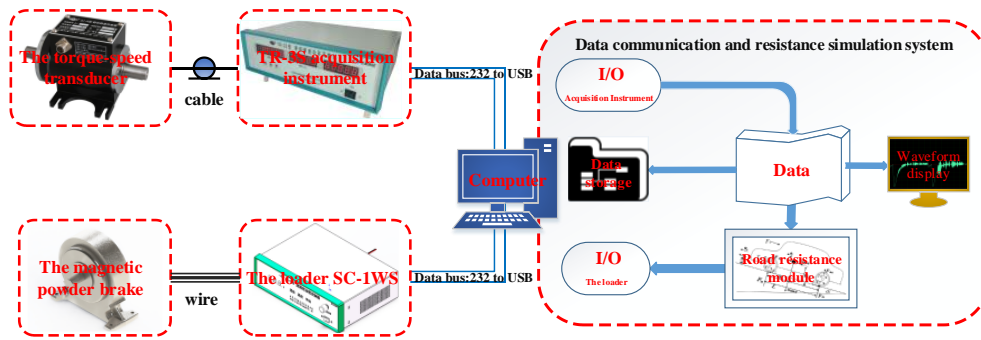 The torque-speed
transducer
cable
TR-3S acquisition
instrument
Data bus:232 to USB
Computer
The magnetic
powder brake
wire
The loader SC-1WS
Data bus:232 to USB
Data communication and resistance simulation system
I/O
Acquisition Instrument
Data
storage
Data
Waveform
display
I/O
The loader
Road resistance
module